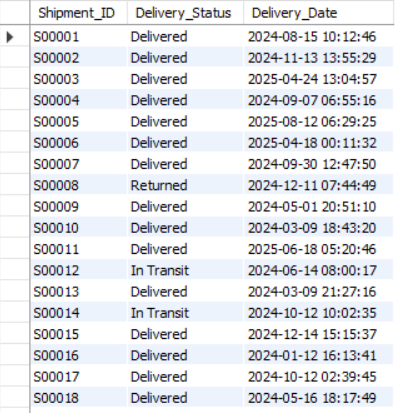 Shipment_ID Delivery_Status Delivery_Date
S00001 Delivered 2024-08-15 10:12:46
S00002 Delivered 2024-11-13 13:55:29
S00003 Delivered 2025-04-24 13:04:57
S00004 Delivered 2024-09-07 06:55:16
S00005 Delivered 2025-08-12 06:29:25
S00006 Delivered 2025-04-18 00:11:32
S00007 Delivered 2024-09-30 12:47:50
S00008 Returned 2024-12-11 07:44:49
S00009 Delivered 2024-05-01 20:51:10
S00010 Delivered 2024-03-09 18:43:20
S00011 Delivered 2025-06-18 05:20:46
S00012 In Transit 2024-06-14 08:00:17
S00013 Delivered 2024-03-09 21:27:16
S00014 In Transit 2024-10-12 10:02:35
S00015 Delivered 2024-12-14 15:15:37
S00016 Delivered 2024-01-12 16:13:41
S00017 Delivered 2024-10-12 02:39:45
S00018 Delivered 2024-05-16 18:17:49